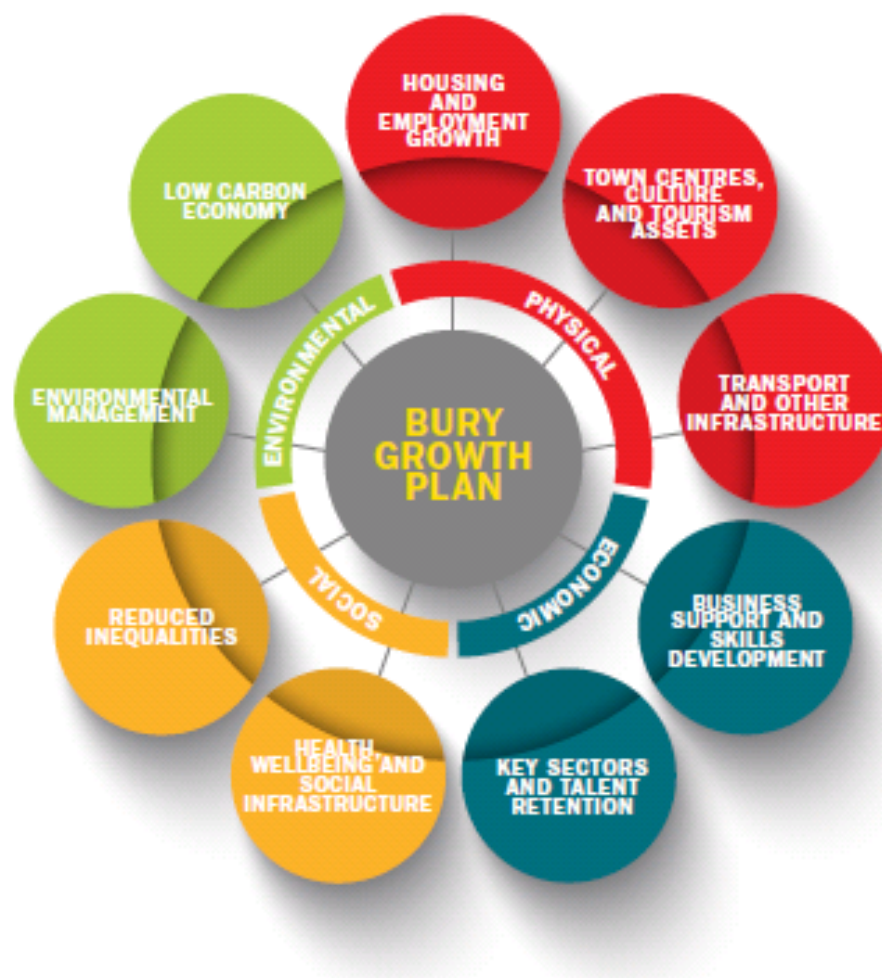 HOUSING
AND
EMPLOYMENT
GROWTH
TOWN CENTRES,
CULTURE
AND TOURISM
ASSETS
TRANSPORT
AND OTHER
INFRASTRUCTURE
BUSINESS
SUPPORT AND
SKILLS
DEVELOPMENT
KEY SECTORS
AND TALENT
RETENTION
HEALTH,
WELLBEING AND
SOCIAL
INFRASTRUCTURE
REDUCED
INEQUALITIES
ENVIRONMENTAL
MANAGEMENT
LOW CARBON
ECONOMY
PHYSICAL
ECONOMIC
SOCIAL
ENVIRONMENTAL
BURY
GROWTH
PLAN